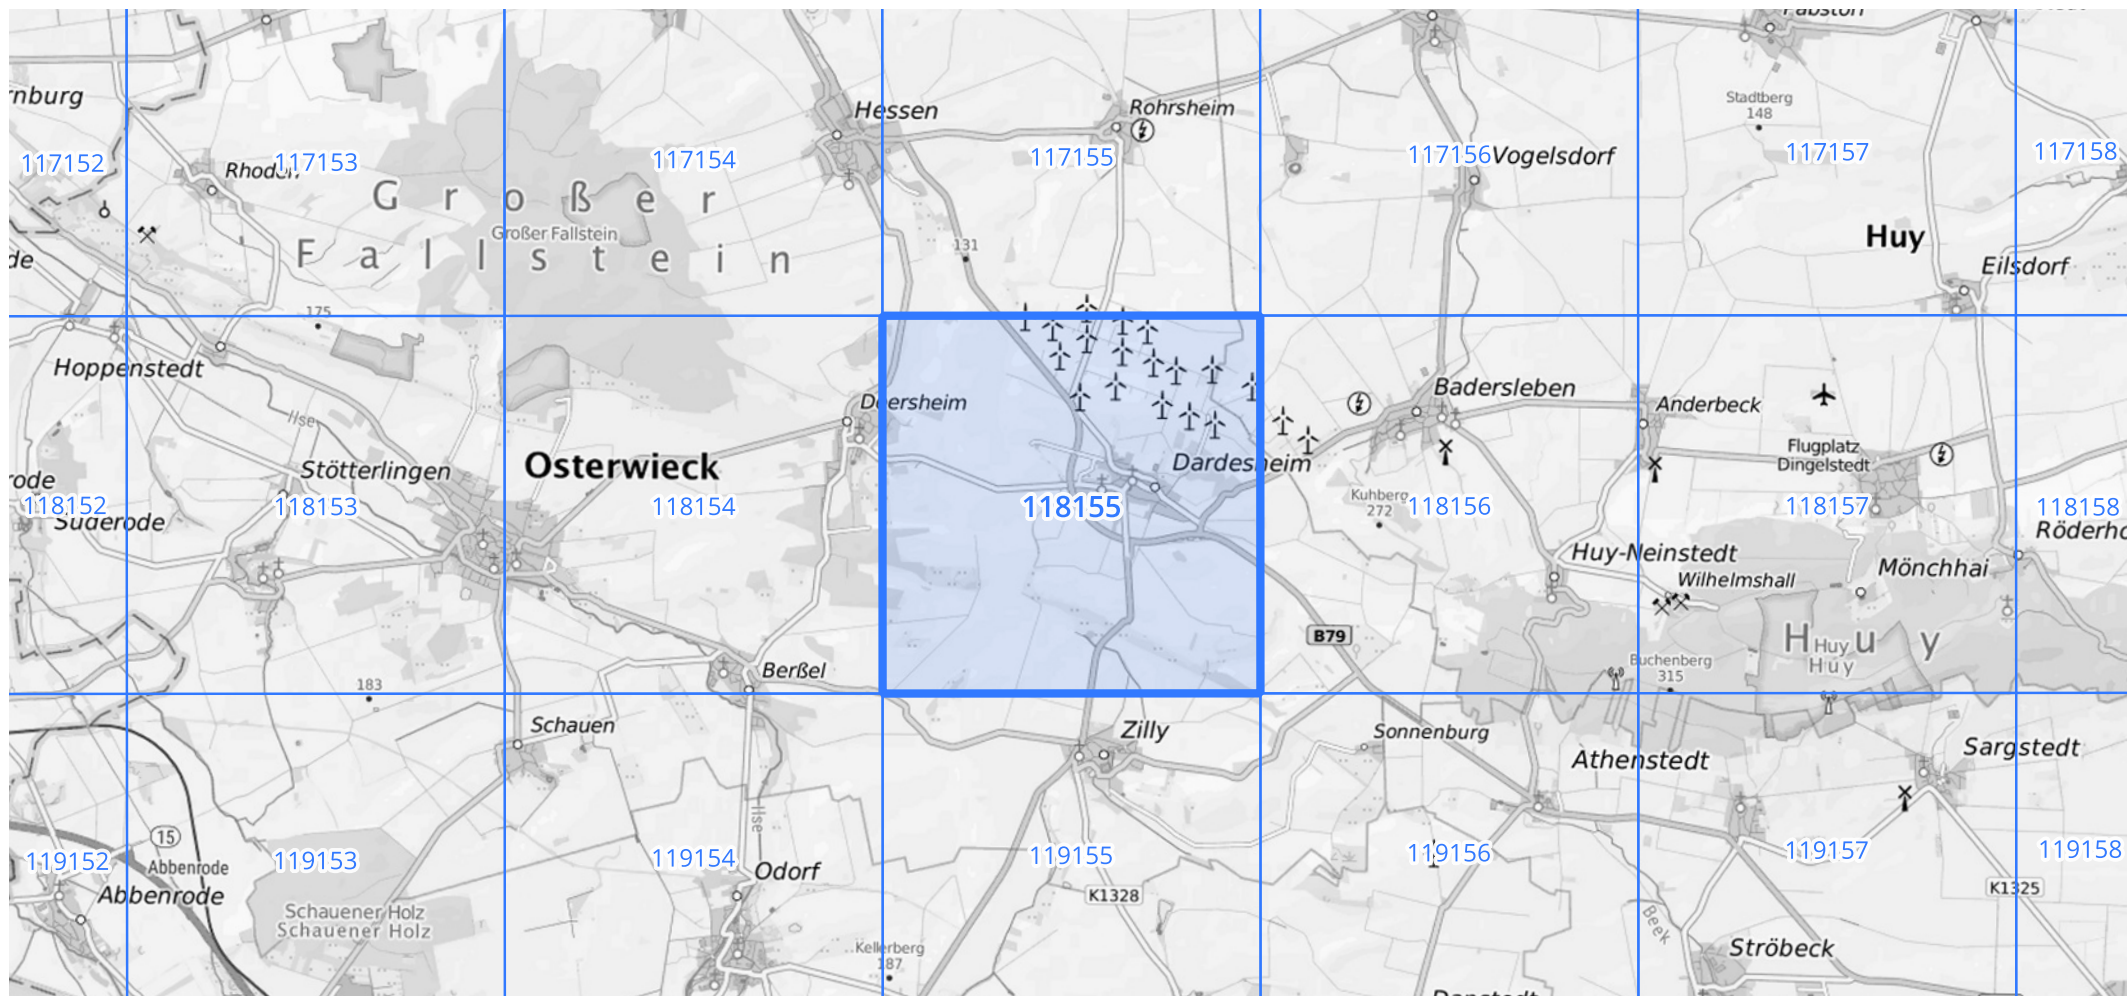 Hessen
Rohrsheim
Stadtberg
148
117152
Rhoden
117153
117154
117155
117156
Vogelsdorf
117157
117158
Großer
Großer Fallstein
Fallstein
131
Huy
Eilsdorf
175
Hoppenstedt
Ilse
Deersheim
Badersleben
Anderbeck
Flugplatz
Dingelstedt
Stötterlingen
Osterwieck
Dardesheim
Kuhberg
272
118152
Suderode
118153
118154
118155
118156
118157
118158
Huy-Neinstedt
Wilhelmshall
Mönchhai
B79
Huy
Huy
Huy
Buchenberg
315
183
Berßel
Schauen
Zilly
Sonnenburg
Athenstedt
Sargstedt
Ilse
15
Abbenrode
119152
119153
119154
119155
119156
119157
119158
Abbenrode
Odorf
K1328
K1325
Schauener Holz
Schauener Holz
Kellerberg
187
Beek
Ströbeck